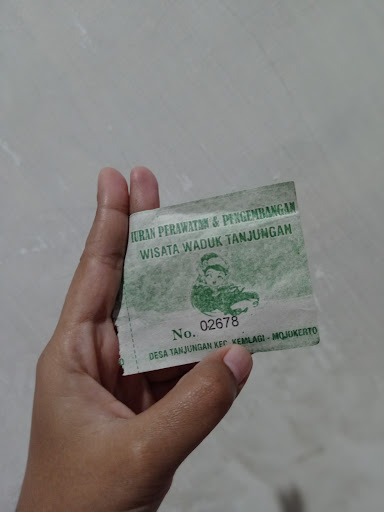 IURAN PERAWATAN & PENGEMBANGAN
WISATA WADUK TANJUNGAN
No. 02678
DESA TANJUNGAN KEC. KEMLAGI - MOJOKERTO